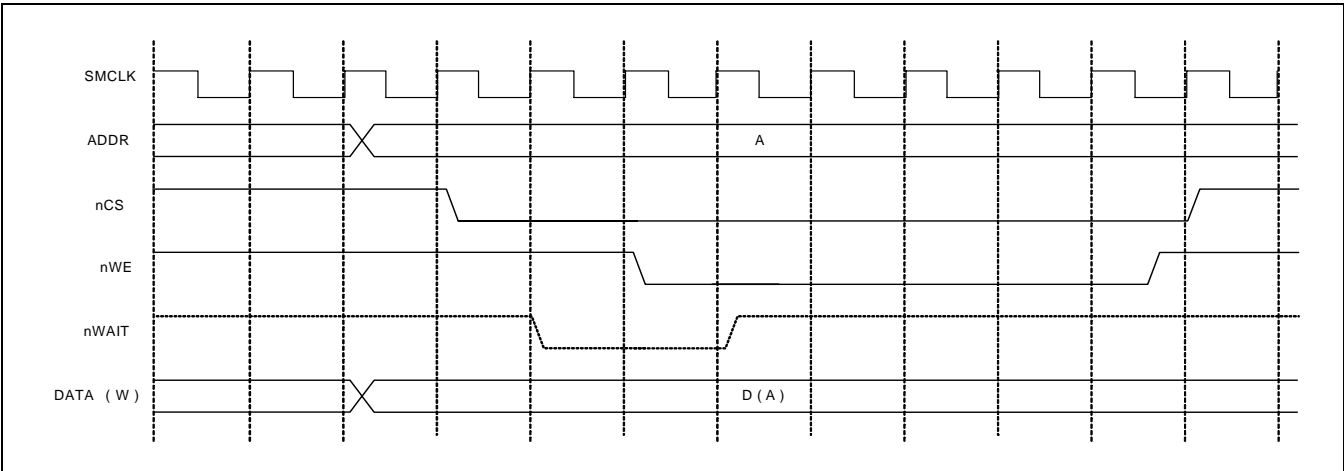 SMCLK
ADDR
A
nCS
nWE
nWAIT
DATA (W)
D(A)